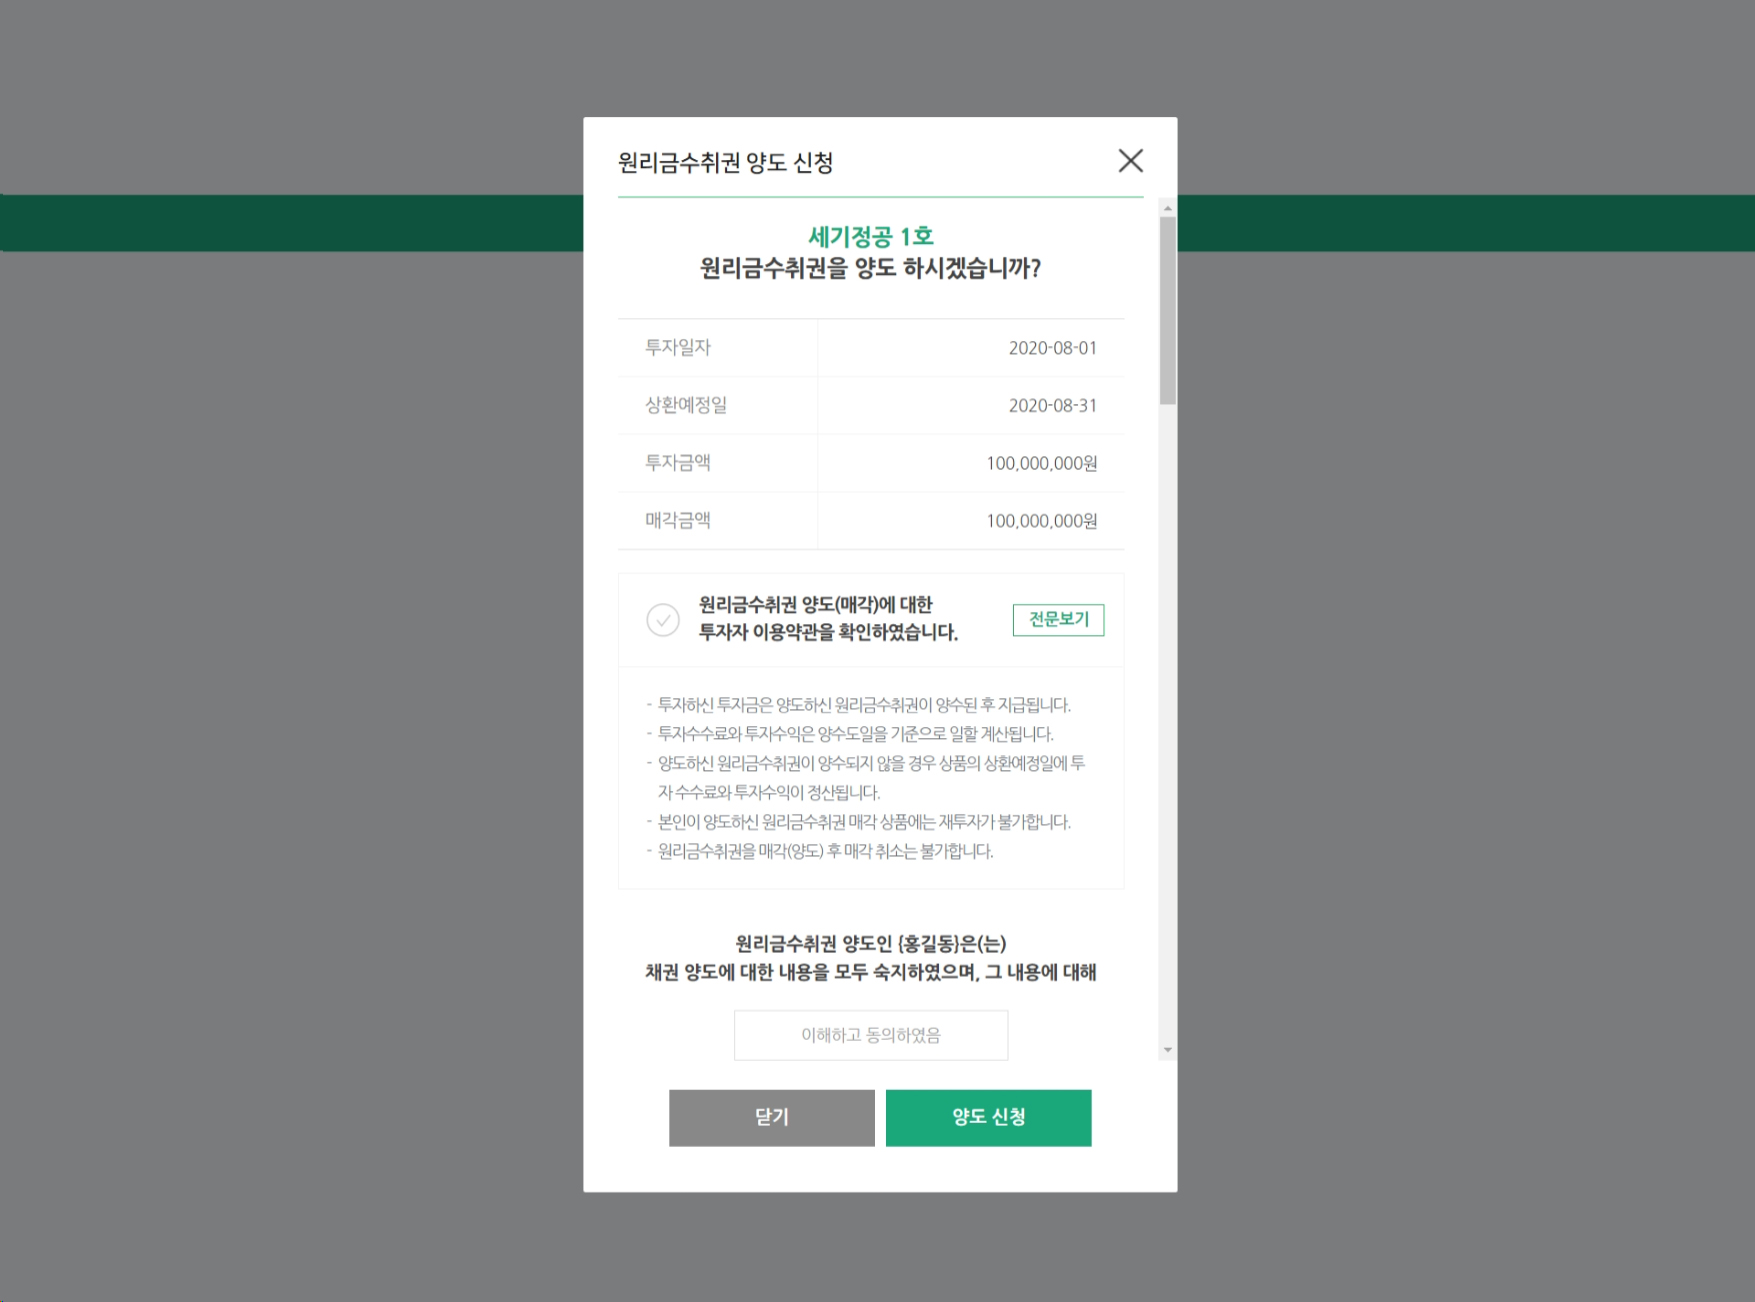 원리금수취권 양도 신청
세기정공 1호
원리금수취권을 양도 하시겠습니까?
투자일자 2020-08-01
상환예정일 2020-08-31
투자금액 100,000,000원
매각금액 100,000,000원
원리금수취권 양도(매각)에 대한
투자자 이용약관을 확인하였습니다.
전문보기
- 투자하신 투자금은 양도하신 원리금수취권이 양수된 후 지급됩니다.
- 투자수수료와 투자수익은 양수도일을 기준으로 일할 계산됩니다.
- 양도하신 원리금수취권이 양수되지 않을 경우 상품의 상환예정일에 투
자 수수료와 투자수익이 정산됩니다.
- 본인이 양도하신 원리금수취권 매각 상품에는 재투자가 불가합니다.
- 원리금수취권을 매각(양도) 후 매각 취소는 불가합니다.
원리금수취권 양도인 {홍길동}은(는)
채권 양도에 대한 내용을 모두 숙지하였으며, 그 내용에 대해
이해하고 동의하였음
닫기 양도 신청